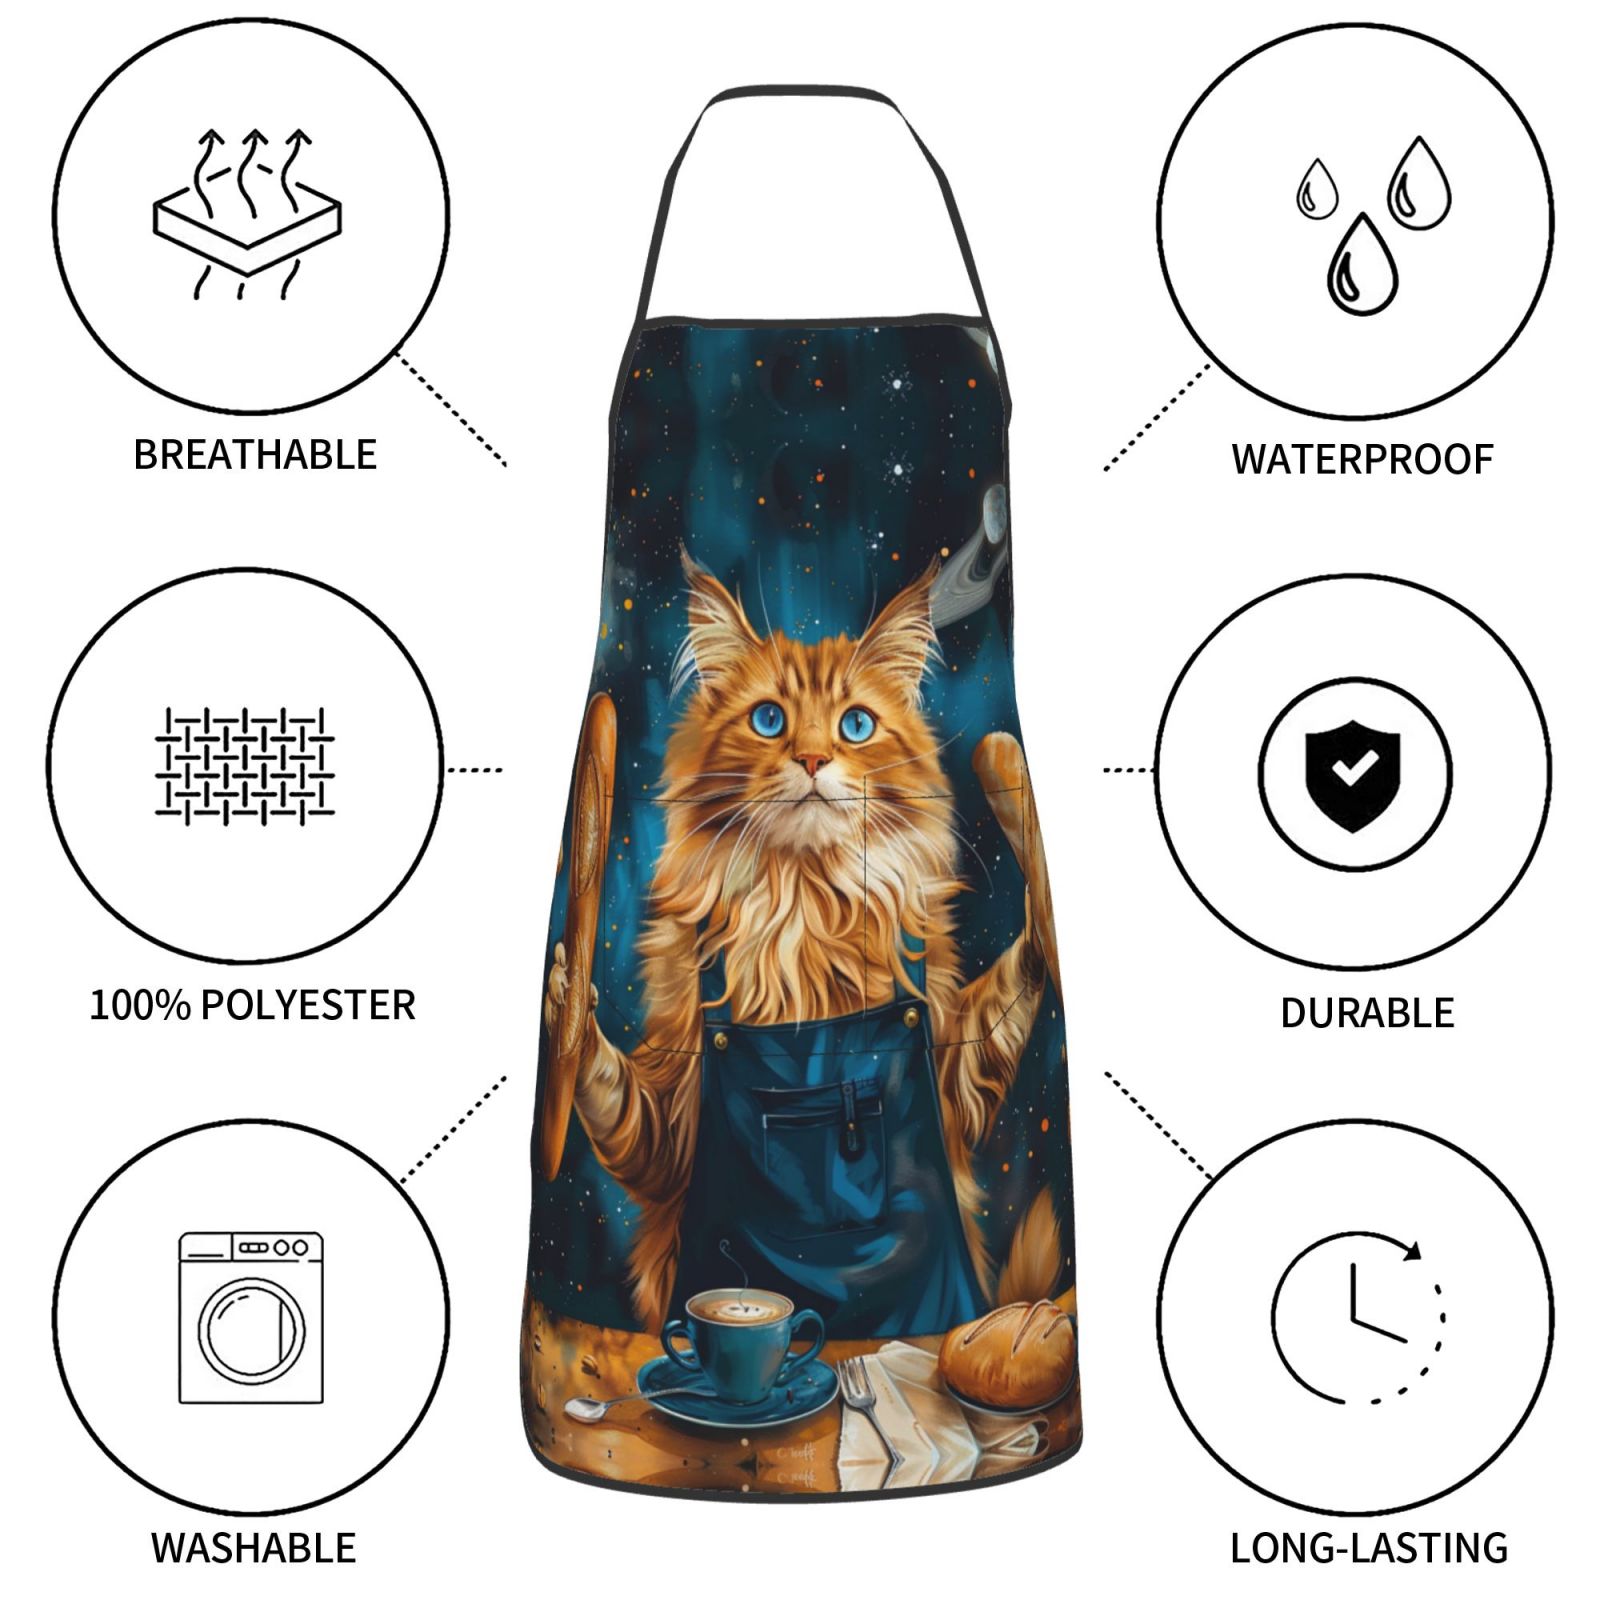 BREATHABLE
WATERPROOF
100% POLYESTER
DURABLE
WASHABLE
LONG-LASTING